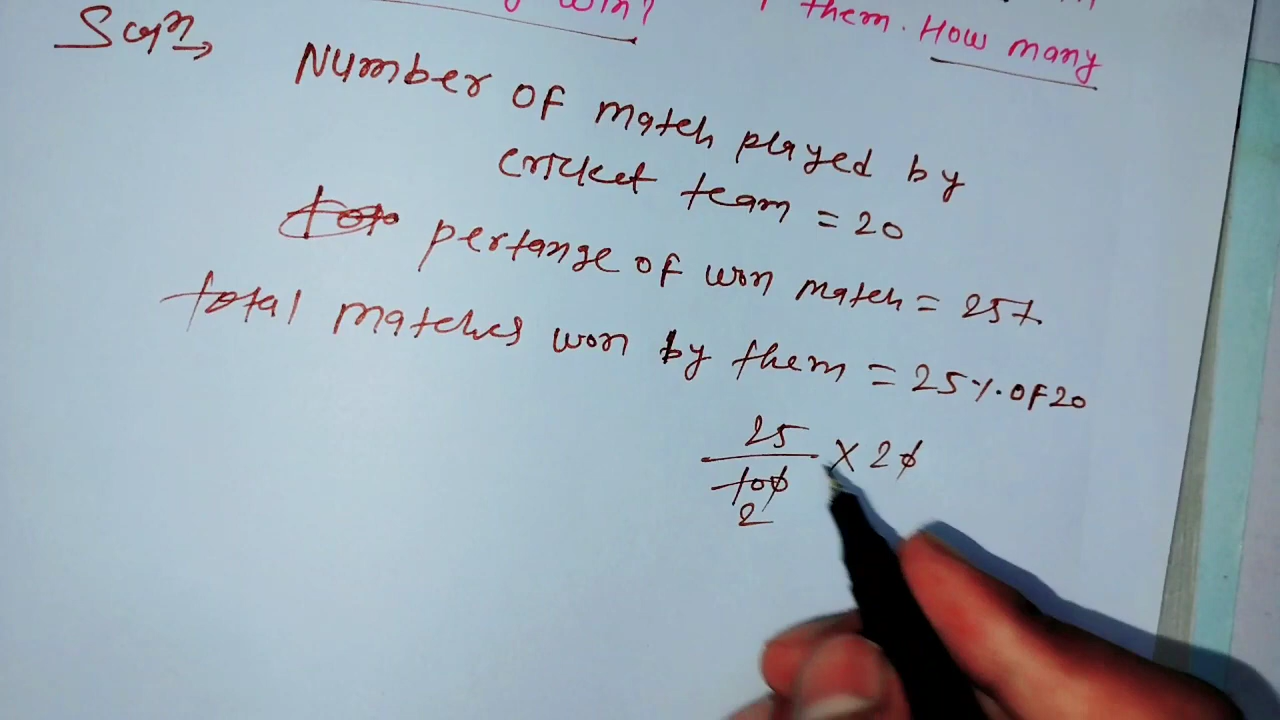 win? them. How many
Soln,
Number of match played by
cricket team = 20
pertange of won match = 25%
total matches won by them = 25%. of 20
25
× 20
100
2